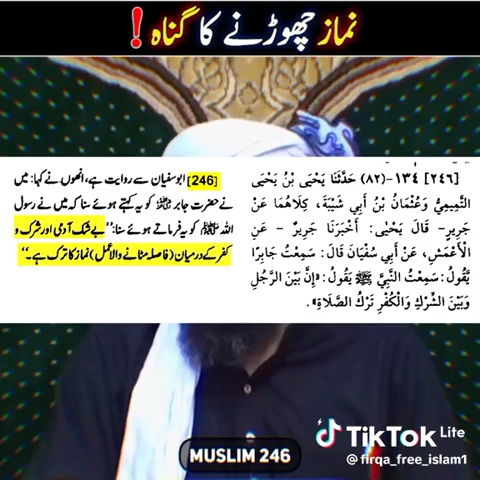 نماز چھوڑنے کا گناہ !
[246] ابوسفیان سے روایت ہے، انھوں نے کہا: میں
نے حضرت جابر رضی اللہ عنہ کو یہ کہتے ہوئے سنا کہ میں نے رسول
اللہ ﷺ کو یہ فرماتے ہوئے سنا: ’’بے شک آدمی اور شرک و
کفر کے درمیان (فاصلہ مٹانے والا عمل) نماز کا ترک ہے۔‘‘
[٢٤٦] ١٣٤-(٨٢) حَدَّثَنَا يَحْيَى بْنُ يَحْيَى
التَّمِيمِيُّ وَعُثْمَانُ بْنُ أَبِي شَيْبَةَ، كِلَاهُمَا عَنْ
جَرِيرٍ- قَالَ يَحْيٰى: أَخْبَرَنَا جَرِيرٌ - عَنِ
الْأَعْمَشِ، عَنْ أَبِي سُفْيَانَ قَالَ: سَمِعْتُ جَابِرًا
يَّقُولُ: سَمِعْتُ النَّبِيَّ ﷺ يَقُولُ: «إِنَّ بَيْنَ الرَّجُلِ
وَبَيْنَ الشِّرْكِ وَالْكُفْرِ تَرْكُ الصَّلَاةِ».
MUSLIM 246
TikTok Lite
@ firqa_free_islam1